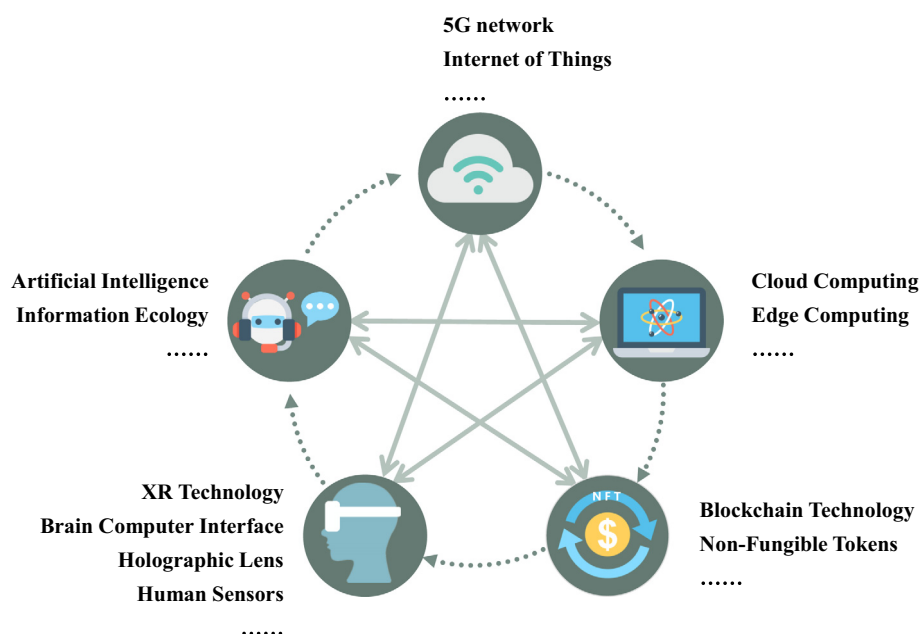 5G network
Internet of Things
……
Artificial Intelligence
Information Ecology
……
Cloud Computing
Edge Computing
……
XR Technology
Brain Computer Interface
Holographic Lens
Human Sensors
……
NFT
$
Blockchain Technology
Non-Fungible Tokens
……